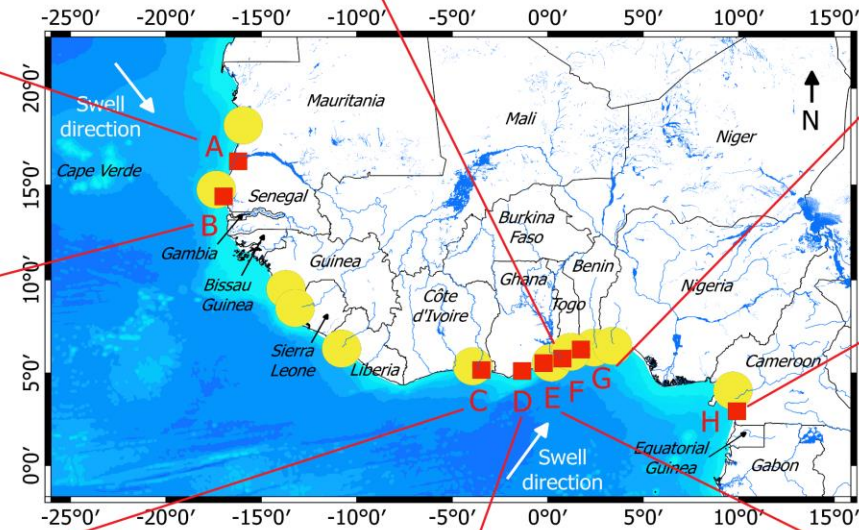 -25°0' -20°0' -15°0' -10°0' -5°0' 0°0' 5°0' 10°0' 15°0'
20°0'
15°0'
10°0'
5°0'
0°0'
Swell
direction
Mauritania
Mali
Niger
N
Cape Verde
A
Senegal
B
Gambia
Bissau
Guinea
Guinea
Sierra
Leone
Liberia
Côte
d'Ivoire
Burkina
Faso
Ghana
Togo
Benin
Nigeria
Cameroon
C
D
E
F
G
H
Equatorial
Guinea
Gabon
Swell
direction
-25°0' -20°0' -15°0' -10°0' -5°0' 0°0' 5°0' 10°0' 15°0'